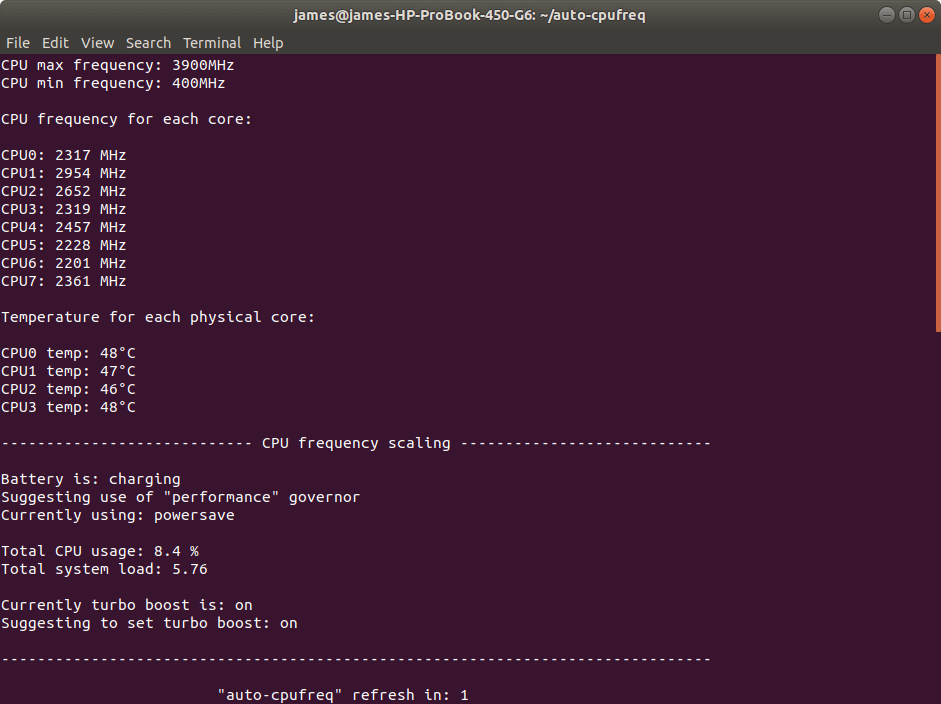 james@james-HP-ProBook-450-G6: ~/auto-cpufreq
File Edit View Search Terminal Help
CPU max frequency: 3900MHz
CPU min frequency: 400MHz
CPU frequency for each core:
CPU0: 2317 MHz
CPU1: 2954 MHz
CPU2: 2652 MHz
CPU3: 2319 MHz
CPU4: 2457 MHz
CPU5: 2228 MHz
CPU6: 2201 MHz
CPU7: 2361 MHz
Temperature for each physical core:
CPU0 temp: 48°C
CPU1 temp: 47°C
CPU2 temp: 46°C
CPU3 temp: 48°C
---------------------------- CPU frequency scaling ----------------------------
Battery is: charging
Suggesting use of "performance" governor
Currently using: powersave
Total CPU usage: 8.4 %
Total system load: 5.76
Currently turbo boost is: on
Suggesting to set turbo boost: on
-------------------------------------------------------------------------------
"auto-cpufreq" refresh in: 1